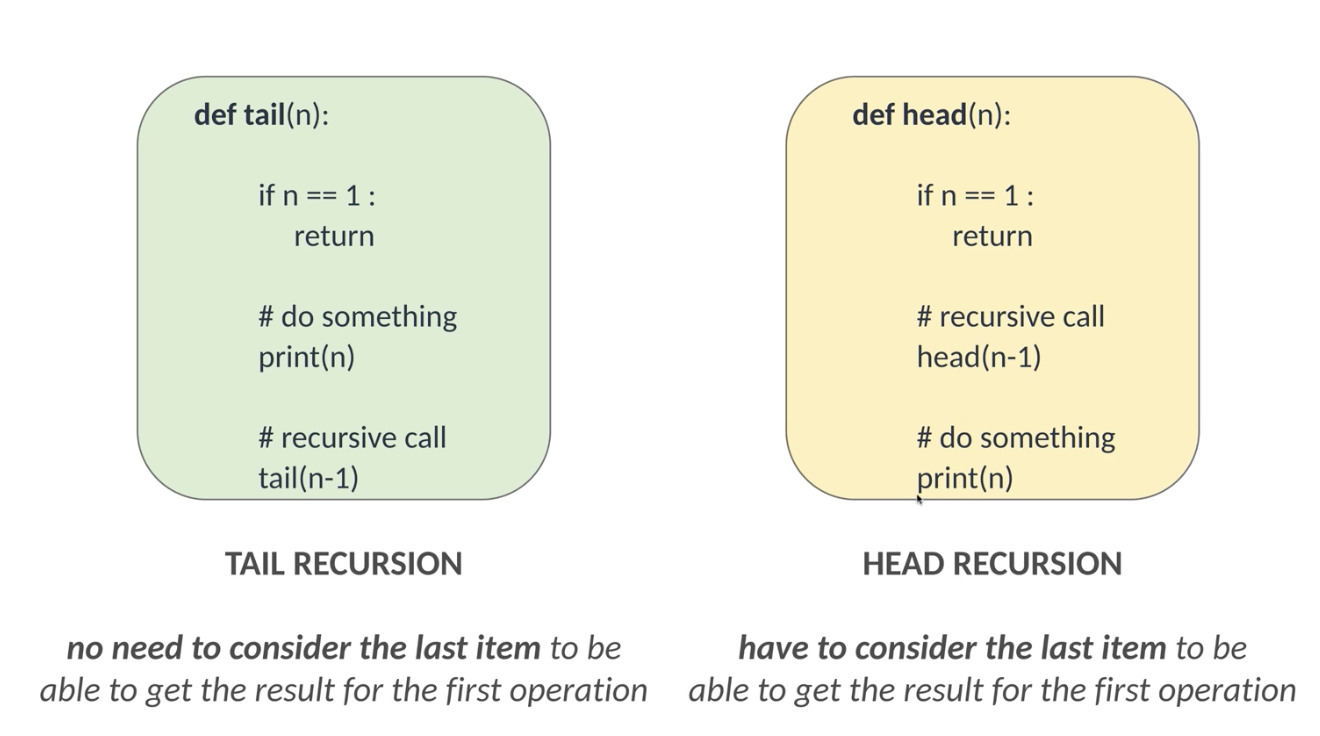 def tail(n):
if n == 1 :
return
# do something
print(n)
# recursive call
tail(n-1)
TAIL RECURSION
no need to consider the last item to be
able to get the result for the first operation
def head(n):
if n == 1 :
return
# recursive call
head(n-1)
# do something
print(n)
HEAD RECURSION
have to consider the last item to be
able to get the result for the first operation